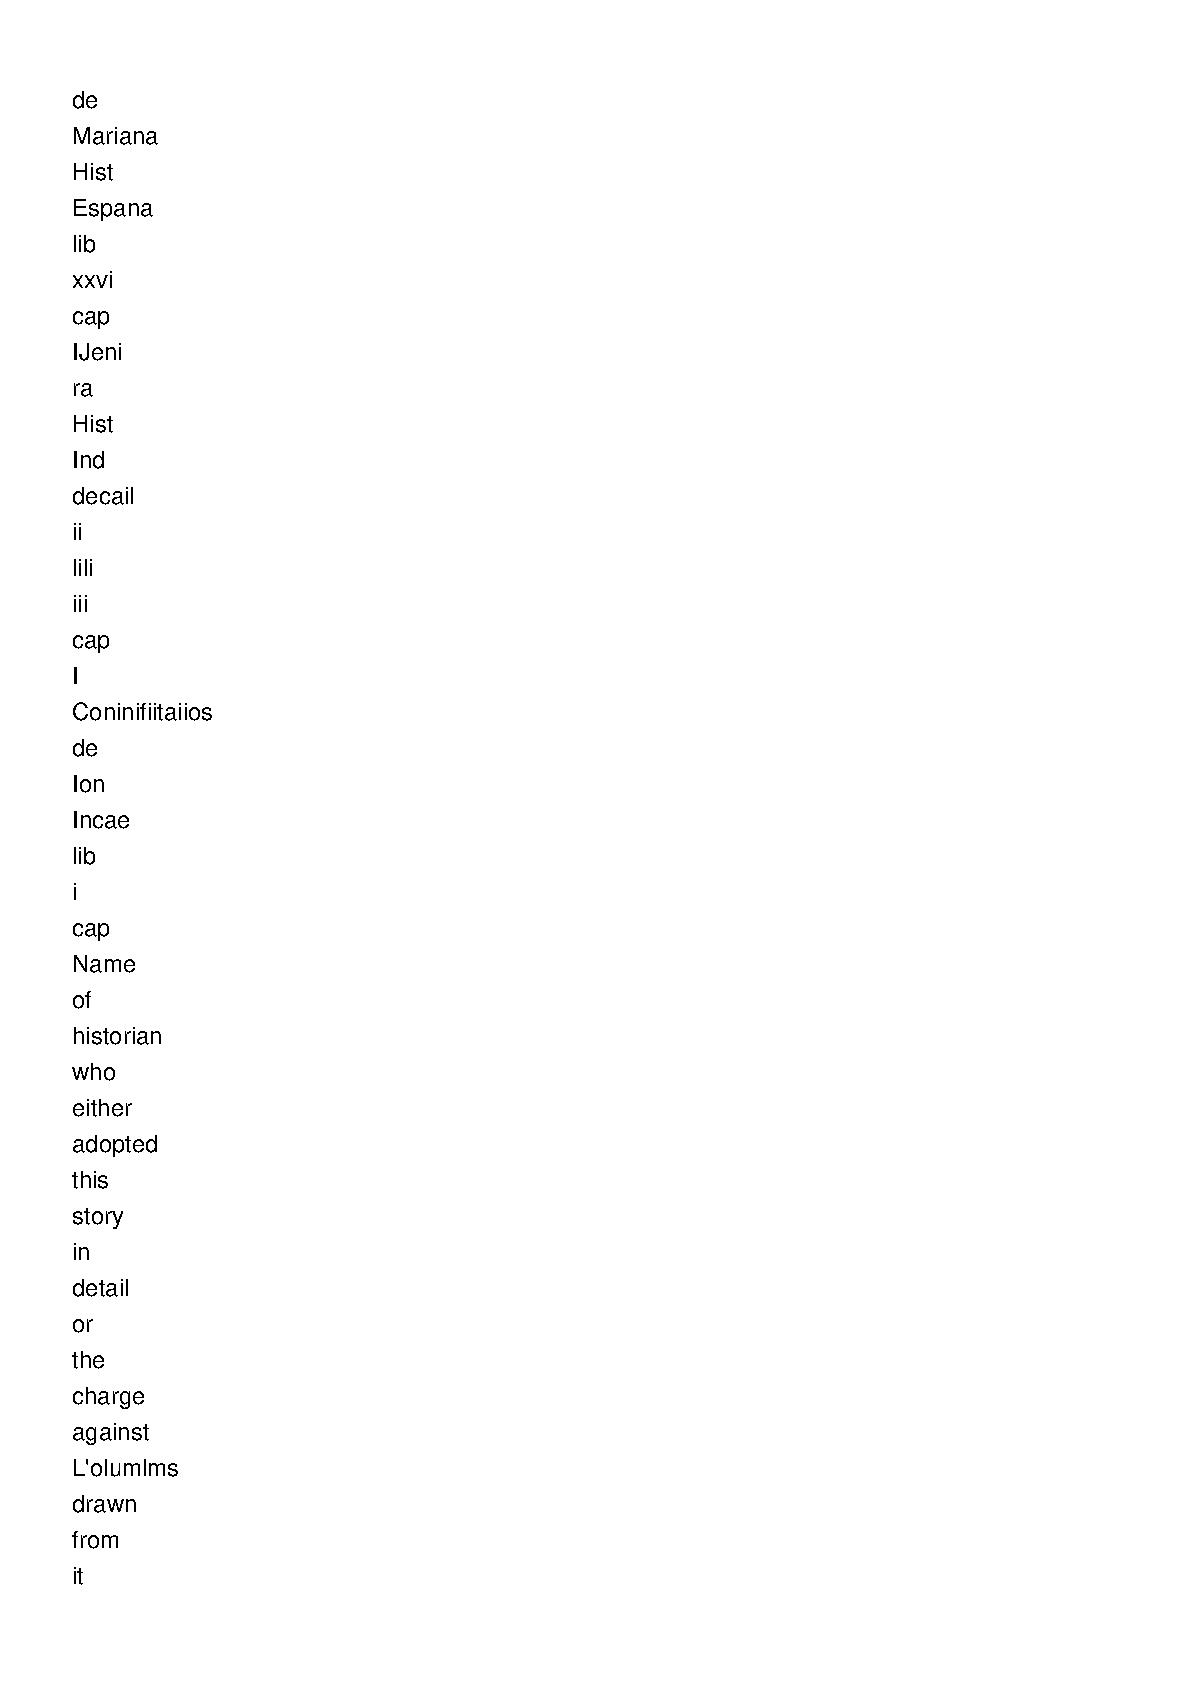 de
Mariana
Hist
Espana
lib
xxvi
cap
IJeni
ra
Hist
Ind
decail
ii
lili
iii
cap
I
Coninifiitaiios
de
Ion
Incae
lib
i
cap
Name
of
historian
who
either
adopted
this
story
in
detail
or
the
charge
against
L'olumlms
drawn
from
it